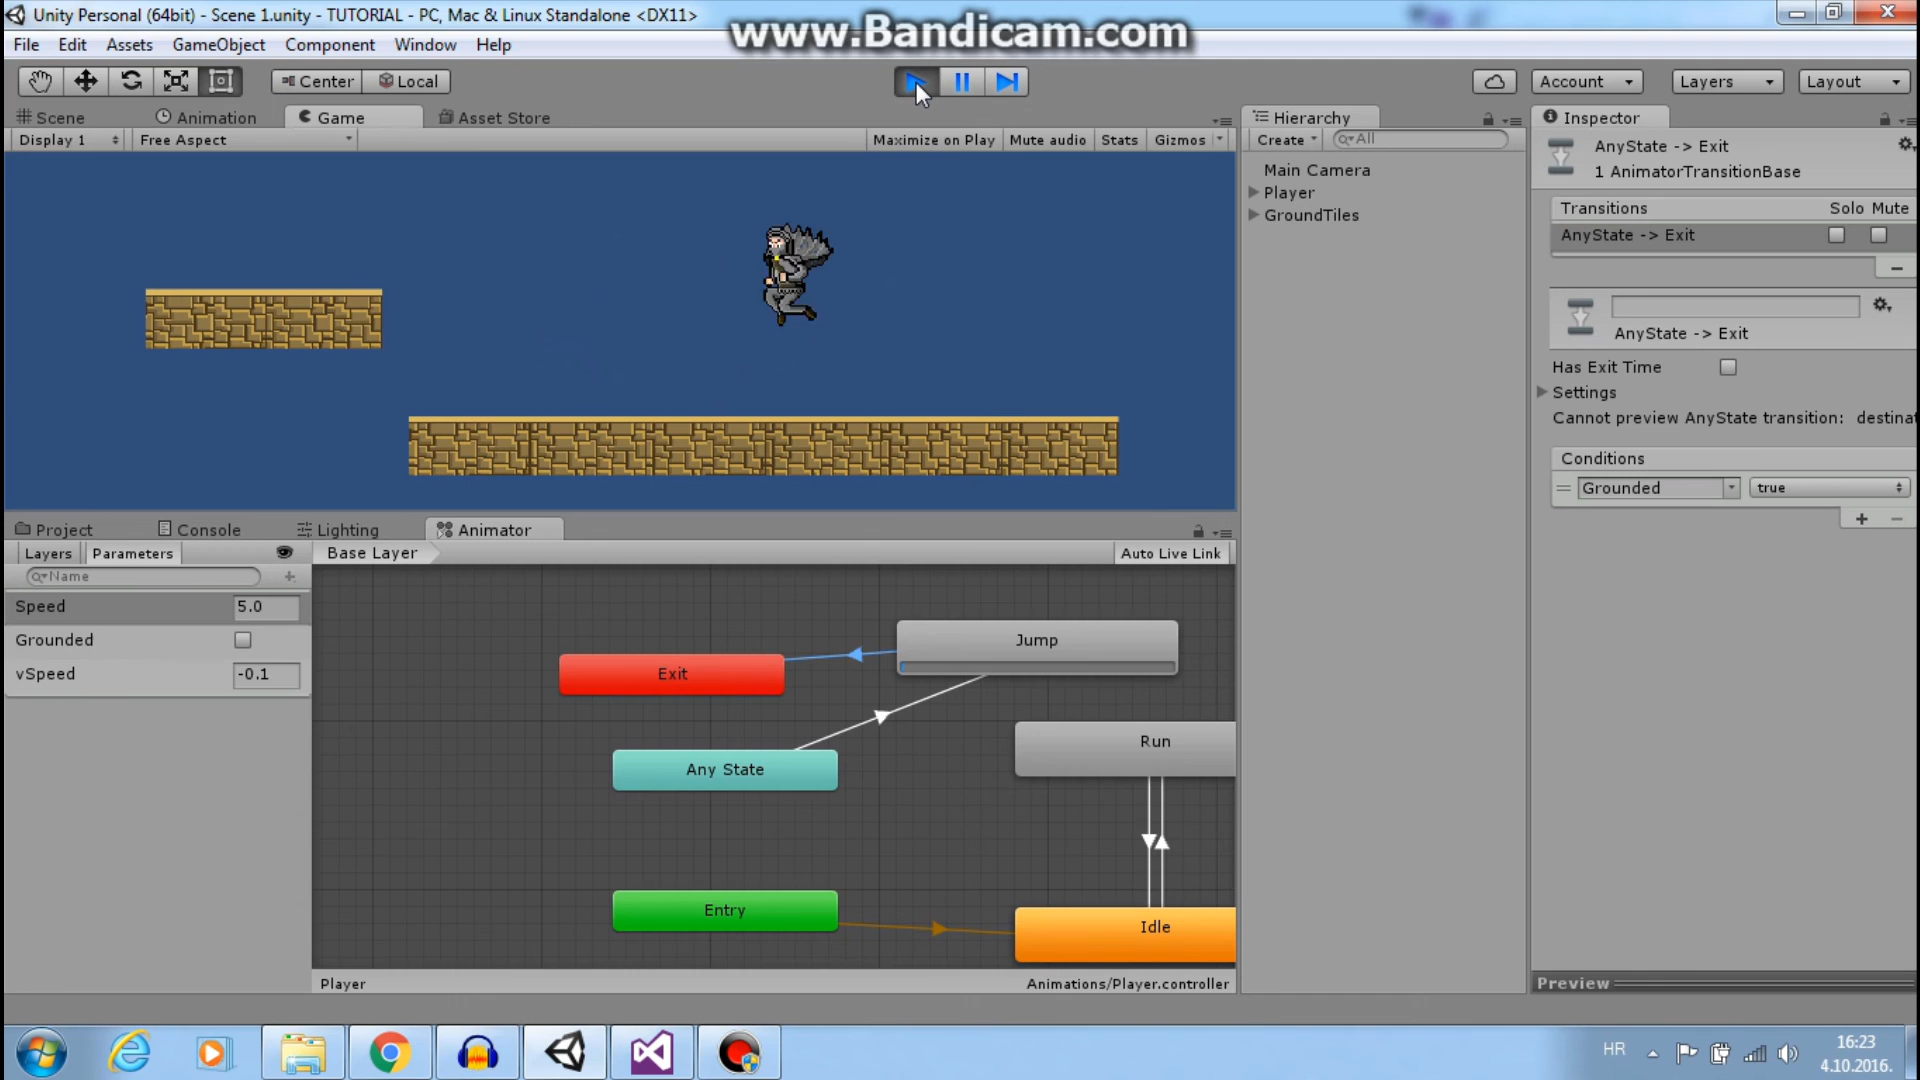 Unity Personal (64bit) - Scene 1.unity - TUTORIAL - PC, Mac & Linux Standalone <DX11>
www.Bandicam.com
File Edit Assets GameObject Component Window Help
Center Local Account Layers Layout
Scene Animation Game Asset Store
Display 1 Free Aspect Maximize on Play Mute audio Stats Gizmos
Hierarchy
Create All
Main Camera
Player
GroundTiles
Inspector
AnyState -> Exit
1 AnimatorTransitionBase
Transitions Solo Mute
AnyState -> Exit
AnyState -> Exit
Has Exit Time
Settings
Cannot preview AnyState transition: destinat
Conditions
Grounded true
Project Console Lighting Animator
Layers Parameters
Base Layer Auto Live Link
Name
Speed 5.0
Grounded
vSpeed -0.1
Jump
Exit
Run
Any State
Entry
Idle
Player Animations/Player.controller
Preview
HR 16:23
4.10.2016.